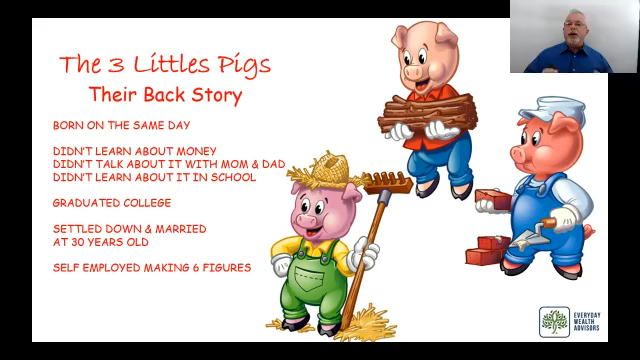 The 3 Littles Pigs
Their Back Story
BORN ON THE SAME DAY
DIDN'T LEARN ABOUT MONEY
DIDN'T TALK ABOUT IT WITH MOM & DAD
DIDN'T LEARN ABOUT IT IN SCHOOL
GRADUATED COLLEGE
SETTLED DOWN & MARRIED
AT 30 YEARS OLD
SELF EMPLOYED MAKING 6 FIGURES
EVERYDAY
WEALTH
ADVISORS